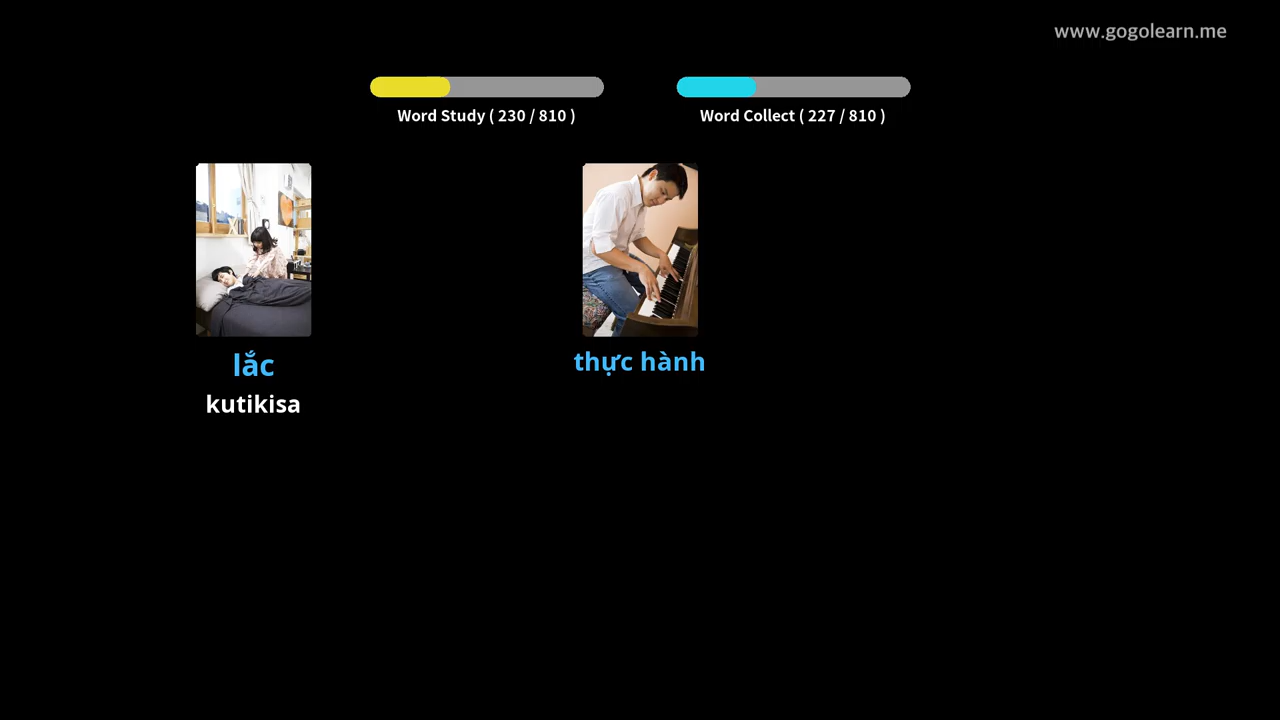 www.gogolearn.me
Word Study ( 230 / 810 )
Word Collect ( 227 / 810 )
lắc
kutikisa
thực hành